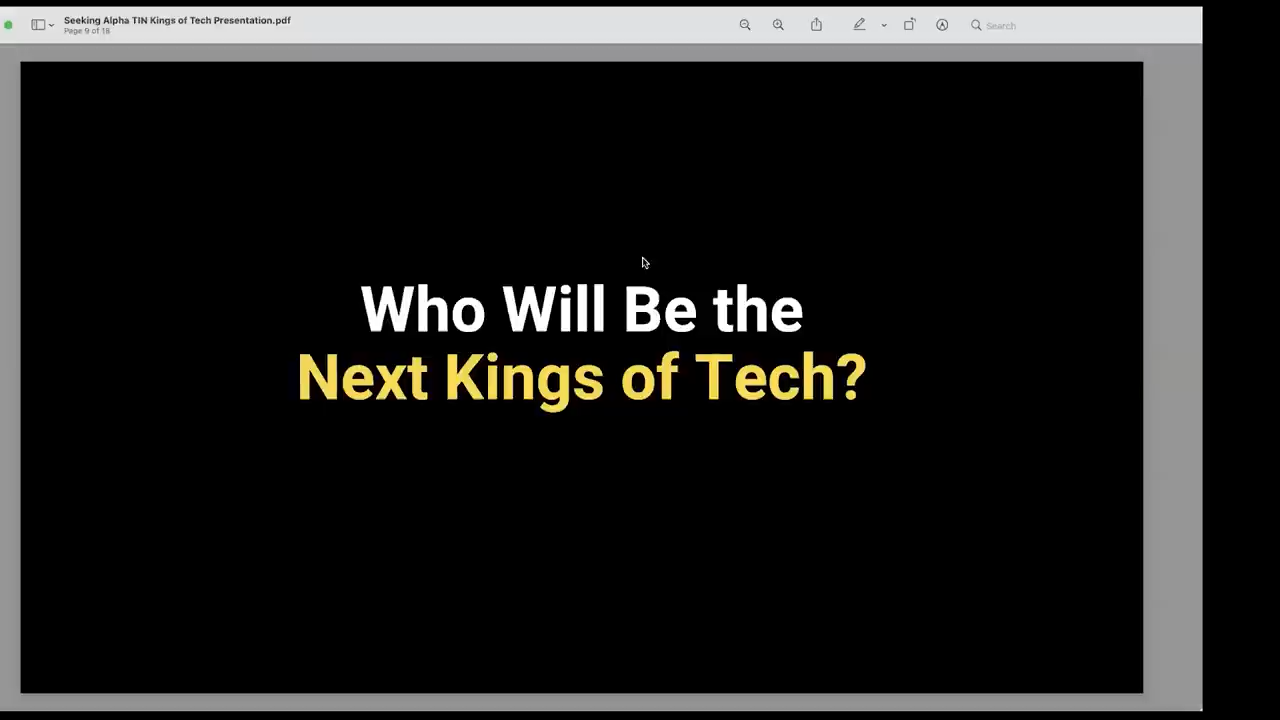 Seeking Alpha TIN Kings of Tech Presentation.pdf
Page 9 of 18
Search
Who Will Be the
Next Kings of Tech?